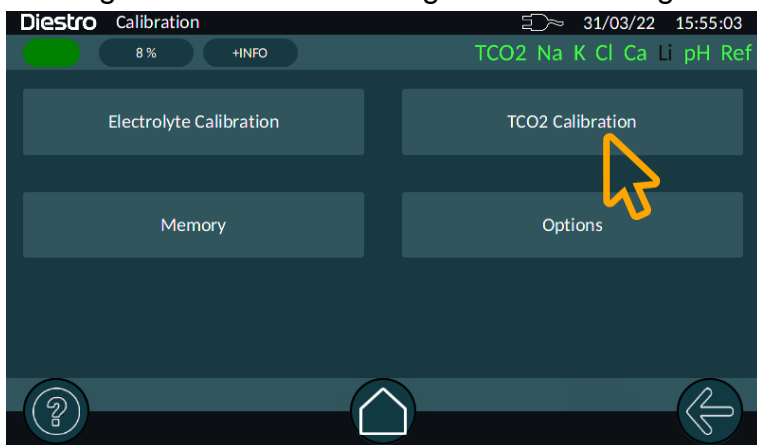 Diestro Calibration 31/03/22 15:55:03
8% +INFO TCO2 Na K Cl Ca Li pH Ref
Electrolyte Calibration TCO2 Calibration
Memory Options
?